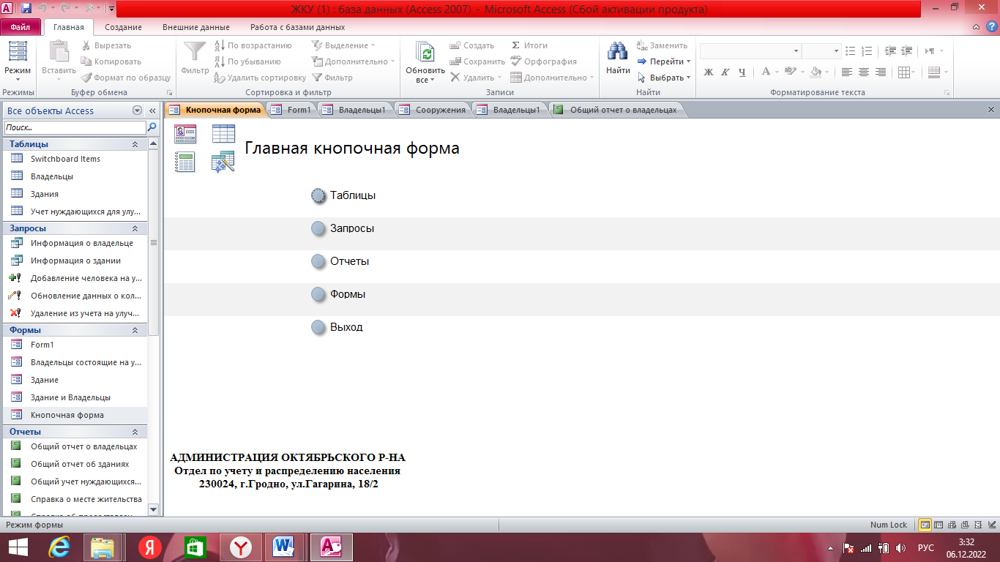 ЖКУ (1) : база данных (Access 2007) - Microsoft Access (Сбой активации продукта)
Файл Главная Создание Внешние данные Работа с базами данных
Режим
Режимы
Вставить
Вырезать
Копировать
Формат по образцу
Буфер обмена
Фильтр
По возрастанию
По убыванию
Удалить сортировку
Выделение
Дополнительно
Фильтр
Сортировка и фильтр
Обновить
все
Создать
Сохранить
Удалить
Итоги
Орфография
Дополнительно
Записи
Найти
Заменить
Перейти
Выбрать
Найти
Ж К Ч А
Форматирование текста
Все объекты Access
Поиск...
Таблицы
Switchboard Items
Владельцы
Здания
Учет нуждающихся для улу...
Запросы
Информация о владельце
Информация о здании
Добавление человека на у...
Обновление данных о кол...
Удаление из учета на улуч...
Формы
Form1
Владельцы состоящие на у...
Здание
Здание и Владельцы
Кнопочная форма
Отчеты
Общий отчет о владельцах
Общий отчет об зданиях
Общий учет нуждающихся...
Справка о месте жительства
Кнопочная форма Form1 Владельцы1 Сооружения Владельцы1 Общий отчет о владельцах
Главная кнопочная форма
Таблицы
Запросы
Отчеты
Формы
Выход
АДМИНИСТРАЦИЯ ОКТЯБРЬСКОГО Р-НА
Отдел по учету и распределению населения
230024, г.Гродно, ул.Гагарина, 18/2
Режим формы
Num Lock
РУС
3:32
06.12.2022